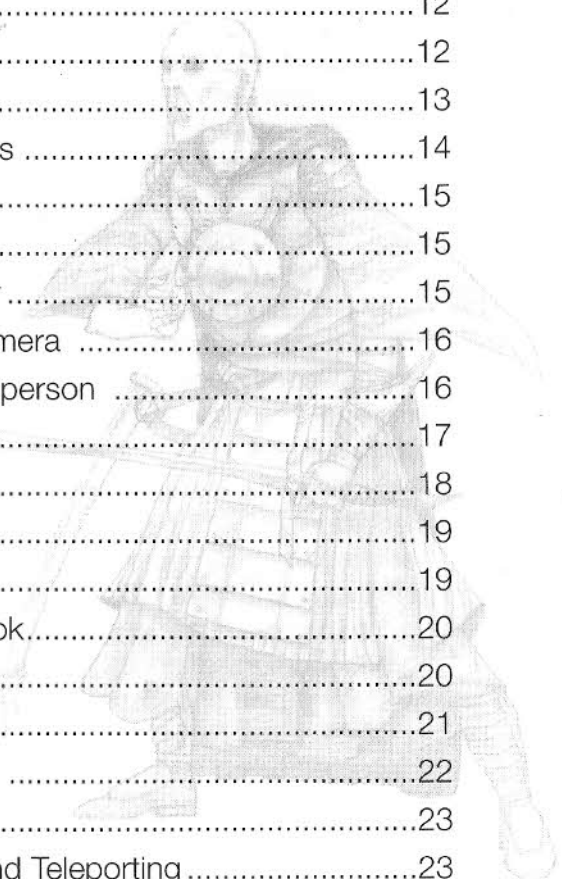 ..................................................12
..................................................12
..................................................13
s ..................................................14
..................................................15
..................................................15
..................................................15
mera ...........................................16
person ......................................16
..................................................17
..................................................18
..................................................19
..................................................19
ok..................................................20
..................................................20
..................................................21
..................................................22
..................................................23
nd Teleporting.............................23